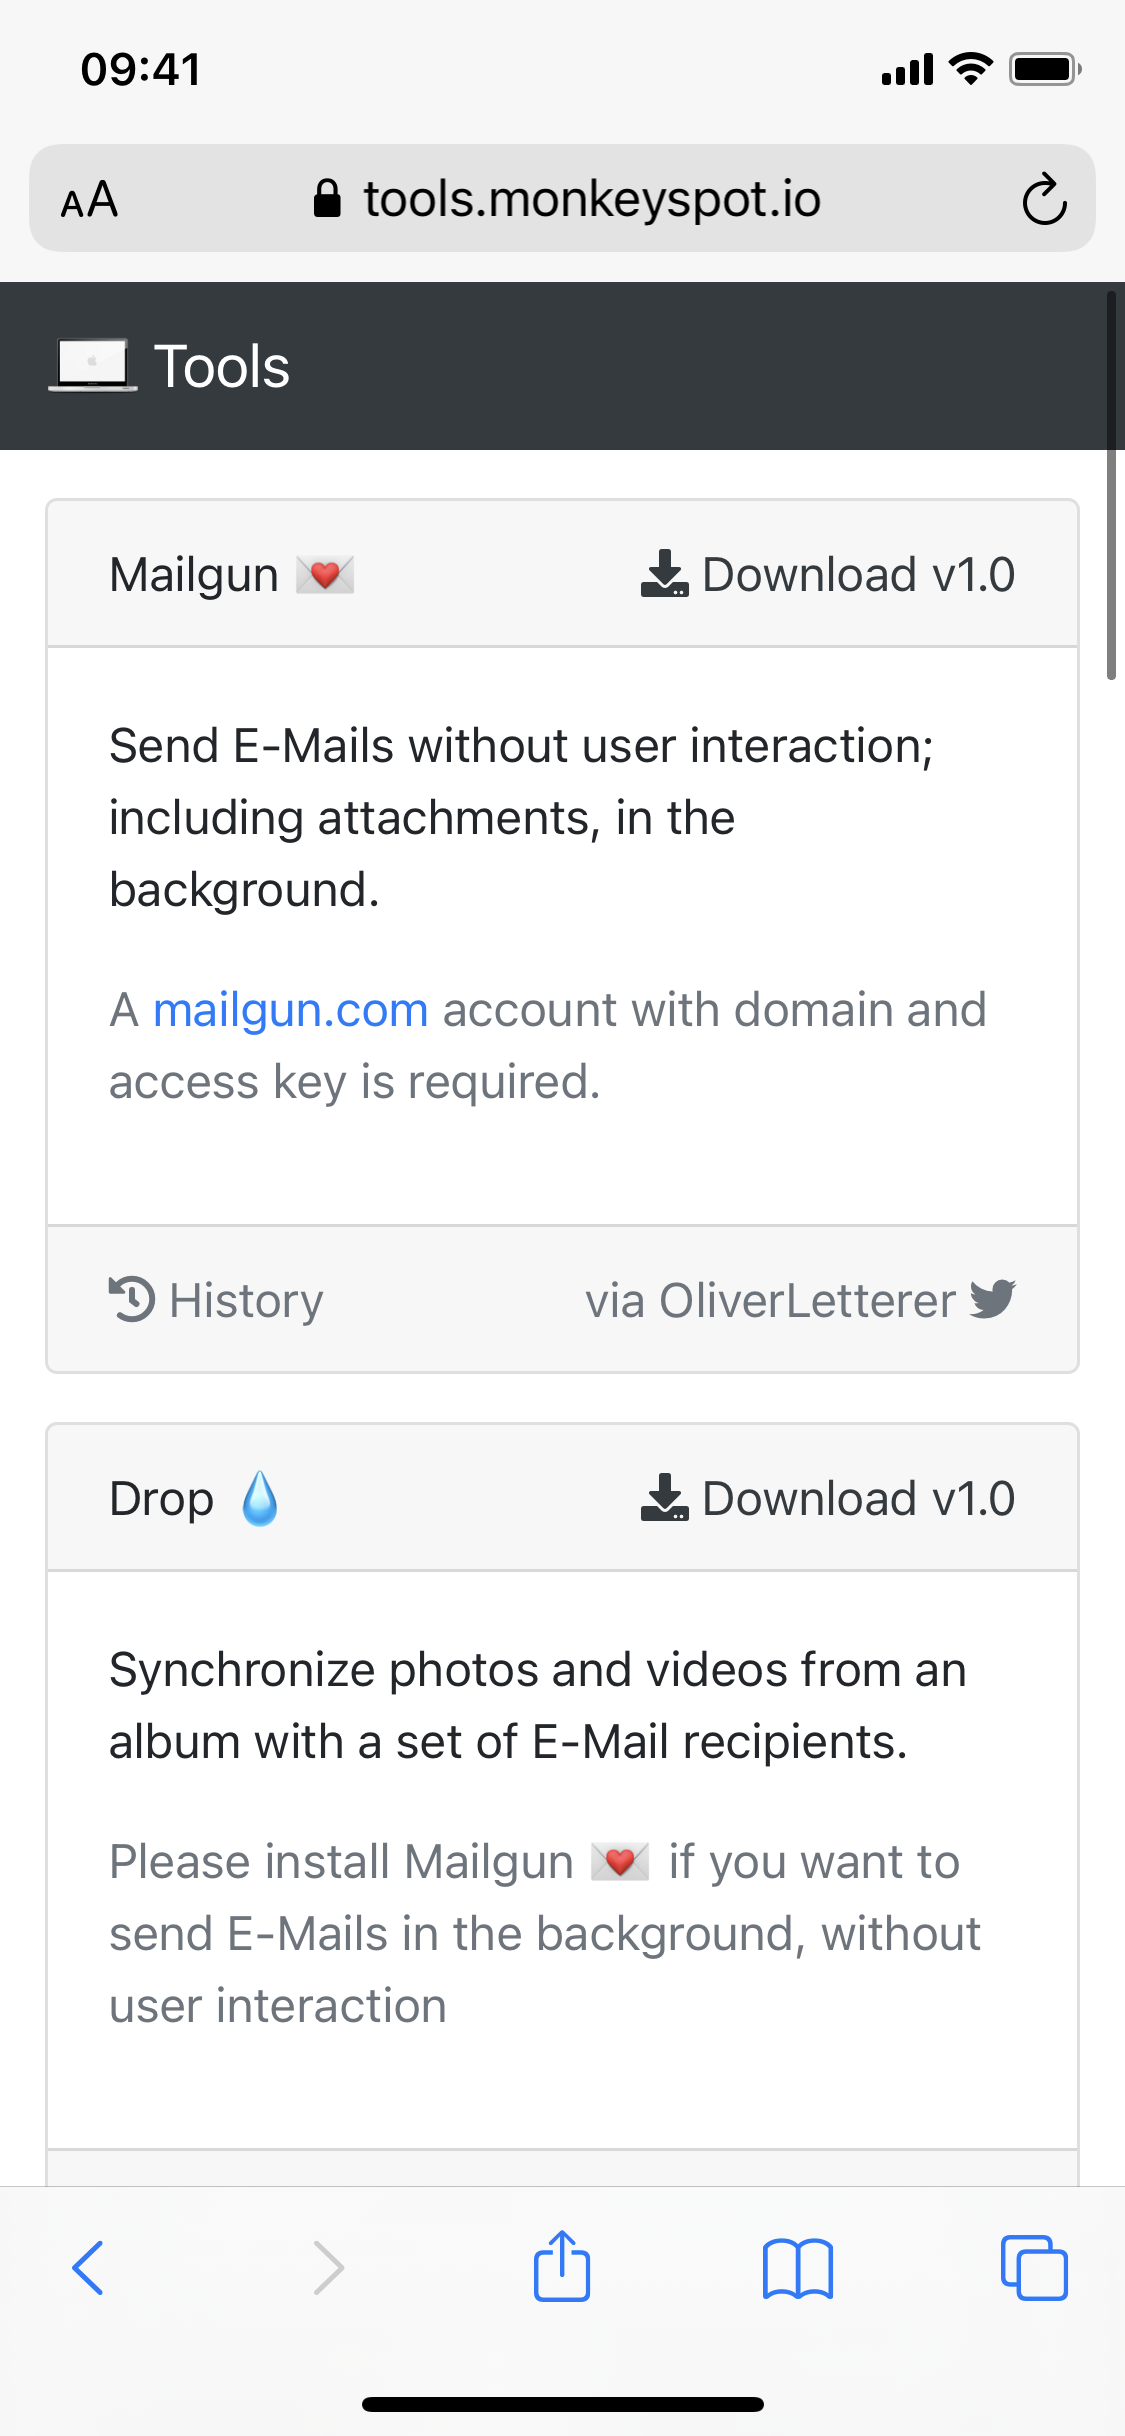 09:41
AA tools.monkeyspot.io
Tools
Mailgun 💌 Download v1.0
Send E-Mails without user interaction;
including attachments, in the
background.
A mailgun.com account with domain and
access key is required.
History via OliverLetterer
Drop 💧 Download v1.0
Synchronize photos and videos from an
album with a set of E-Mail recipients.
Please install Mailgun 💌 if you want to
send E-Mails in the background, without
user interaction